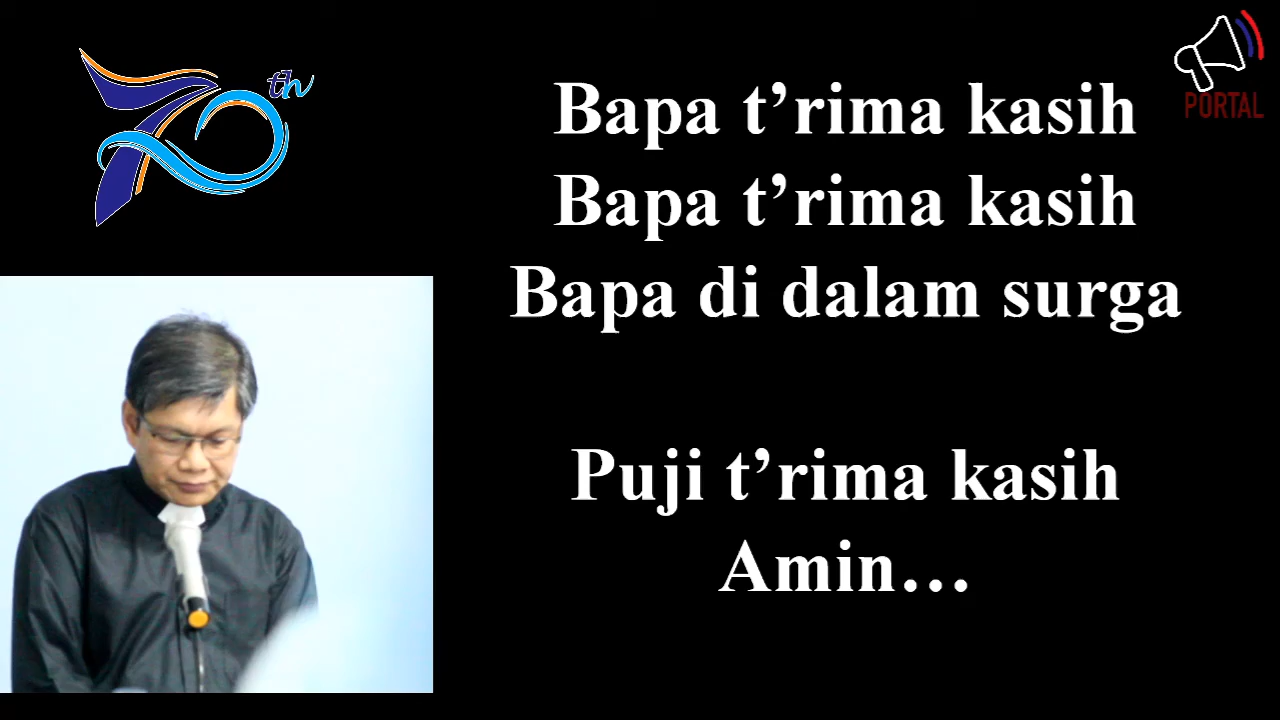 70th
PORTAL
Bapa t’rima kasih
Bapa t’rima kasih
Bapa di dalam surga
Puji t’rima kasih
Amin…